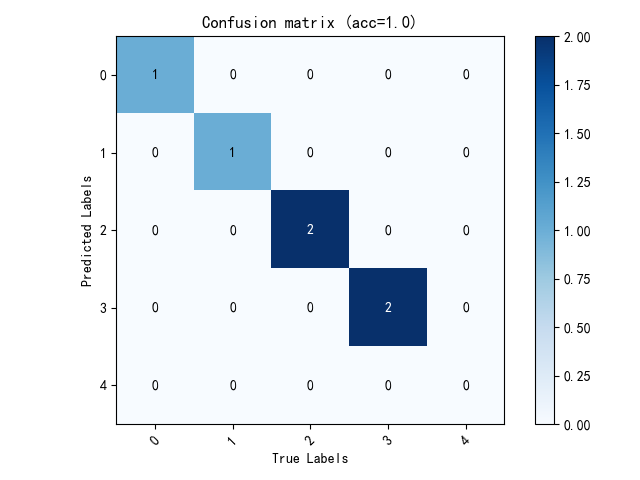 Confusion matrix (acc=1.0)
0 1 0 0 0 0
1 0 1 0 0 0
2 0 0 2 0 0
3 0 0 0 2 0
4 0 0 0 0 0
0 1 2 3 4
True Labels
Predicted Labels
2.00
1.75
1.50
1.25
1.00
0.75
0.50
0.25
0.00